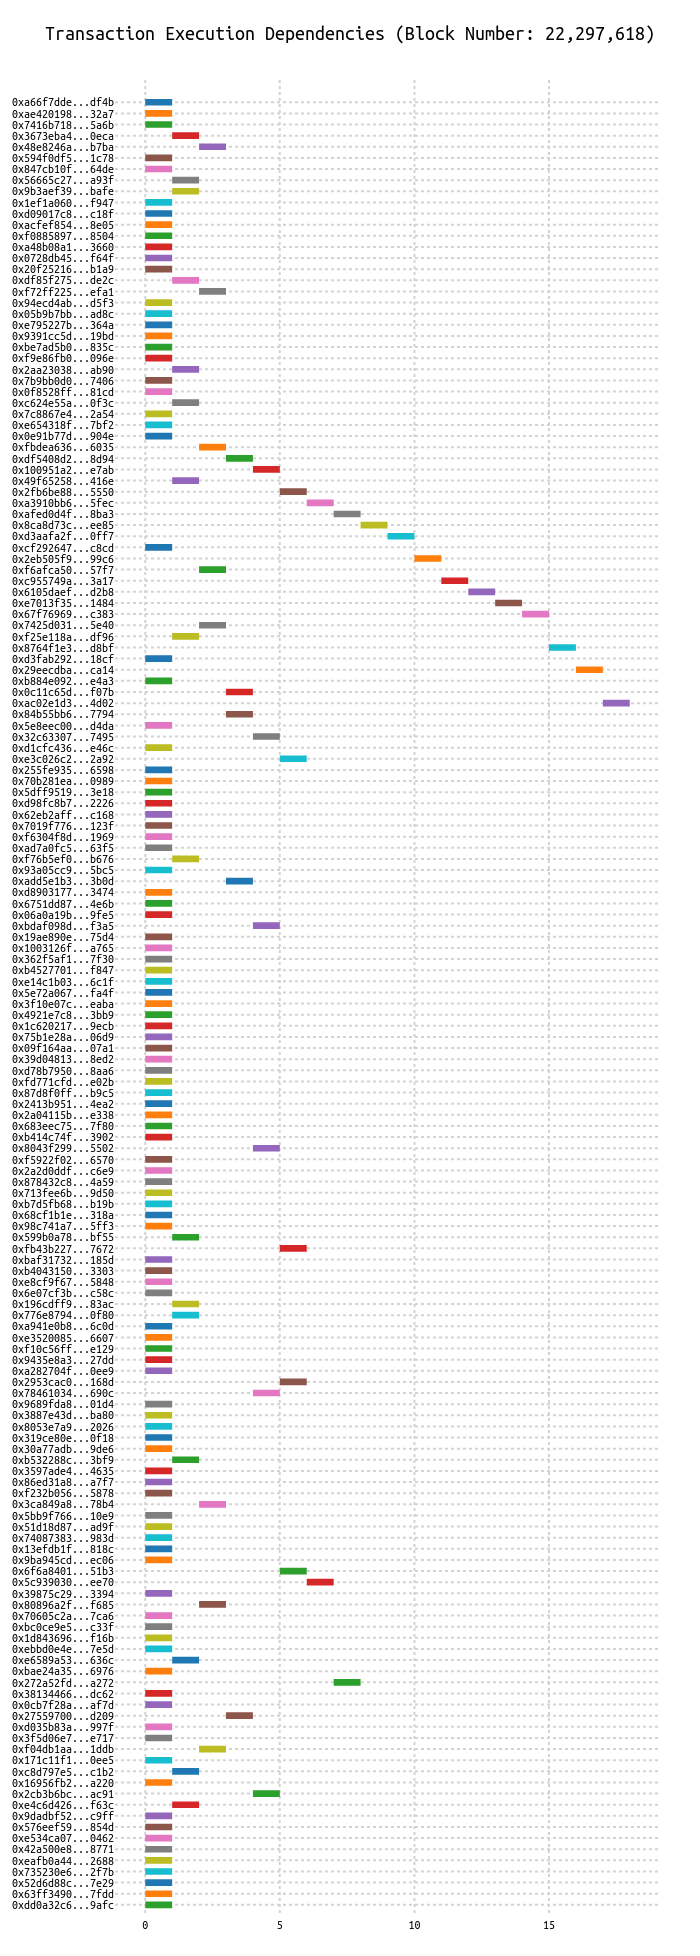 Transaction Execution Dependencies (Block Number: 22,297,618)
0xa66f7dde...df4b
0xae420198...32a7
0x7416b718...5a6b
0x3673eba4...0eca
0x48e8246a...b7ba
0x594f0df5...1c78
0x847cb10f...64de
0x56665c27...a93f
0x9b3aef39...bafe
0x1ef1a060...f947
0xd09017c8...c18f
0xacfef854...8e05
0xf0885897...8504
0xa48b08a1...3660
0x0728db45...f64f
0x20f25216...b1a9
0xdf85f275...de2c
0xf72ff225...efa1
0x94ecd4ab...d5f3
0x05b9b7bb...ad8c
0xe795227b...364a
0x9391cc5d...19bd
0xbe7ad5b0...835c
0xf9e86fb0...096e
0x2aa23038...ab90
0x7b9bb0d0...7406
0x0f8528ff...81cd
0xc624e55a...0f3c
0x7c8867e4...2a54
0xe654318f...7bf2
0x0e91b77d...904e
0xfbdea636...6035
0xdf5408d2...8d94
0x100951a2...e7ab
0x49f65258...416e
0x2fb6be88...5550
0xa3910bb6...5fec
0xafed0d4f...8ba3
0x8ca8d73c...ee85
0xd3aafa2f...0ff7
0xcf292647...c8cd
0x2eb505f9...99c6
0xf6afca50...57f7
0xc955749a...3a17
0x6105daef...d2b8
0xe7013f35...1484
0x67f76969...c383
0x7425d031...5e40
0xf25e118a...df96
0x8764f1e3...d8bf
0xd3fab292...18cf
0x29eecdba...ca14
0xb884e092...e4a3
0x0c11c65d...f07b
0xac02e1d3...4d02
0x84b55bb6...7794
0x5e8eec00...d4da
0x32c63307...7495
0xd1cfc436...e46c
0xe3c026c2...2a92
0x255fe935...6598
0x70b281ea...0989
0x5dff9519...3e18
0xd98fc8b7...2226
0x62eb2aff...c168
0x7019f776...123f
0xf6304f8d...1969
0xad7a0fc5...63f5
0xf76b5ef0...b676
0x93a05cc9...5bc5
0xadd5e1b3...3b0d
0xd8903177...3474
0x6751dd87...4e6b
0x06a0a19b...9fe5
0xbdaf098d...f3a5
0x19ae890e...75d4
0x1003126f...a765
0x362f5af1...7f30
0xb4527701...f847
0xe14c1b03...6c1f
0x5e72a067...fa4f
0x3f10e07c...eaba
0x4921e7c8...3bb9
0x1c620217...9ecb
0x75b1e28a...06d9
0x09f164aa...07a1
0x39d04813...8ed2
0xd78b7950...8aa6
0xfd771cfd...e02b
0x87d8f0ff...b9c5
0x2413b951...4ea2
0x2a04115b...e338
0x683eec75...7f80
0xb414c74f...3902
0x8043f299...5502
0xf5922f02...6570
0x2a2d0ddf...c6e9
0x878432c8...4a59
0x713fee6b...9d50
0xb7d5fb68...b19b
0x68cf1b1e...318a
0x98c741a7...5ff3
0x599b0a78...bf55
0xfb43b227...7672
0xbaf31732...185d
0xb4043150...3303
0xe8cf9f67...5848
0x6e07cf3b...c58c
0x196cdff9...83ac
0x776e8794...0f80
0xa941e0b8...6c0d
0xe3520085...6607
0xf10c56ff...e129
0x9435e8a3...27dd
0xa282704f...0ee9
0x2953cac0...168d
0x78461034...690c
0x9689fda8...01d4
0x3887e43d...ba80
0x8053e7a9...2026
0x319ce80e...0f18
0x30a77adb...9de6
0xb532288c...3bf9
0x3597ade4...4635
0x86ed31a8...a7f7
0xf232b056...5878
0x3ca849a8...78b4
0x5bb9f766...10e9
0x51d18d87...ad9f
0x74087383...983d
0x13efdb1f...818c
0x9ba945cd...ec06
0x6f6a8401...51b3
0x5c939030...ee70
0x39875c29...3394
0x80896a2f...f685
0x70605c2a...7ca6
0xbc0ce9e5...c33f
0x1d843696...f16b
0xebbd0e4e...7e5d
0xe6589a53...636c
0xbae24a35...6976
0x272a52fd...a272
0x38134466...dc62
0x0cb7f28a...af7d
0x27559700...d209
0xd035b83a...997f
0x3f5d06e7...e717
0xf04db1aa...1ddb
0x171c11f1...0ee5
0xc8d797e5...c1b2
0x16956fb2...a220
0x2cb3b6bc...ac91
0xe4c6d426...f63c
0x9dadbf52...c9ff
0x576eef59...854d
0xe534ca07...0462
0x42a500e8...8771
0xeafb0a44...2688
0x735230e6...2f7b
0x52d6d88c...7e29
0x63ff3490...7fdd
0xdd0a32c6...9afc
0 5 10 15